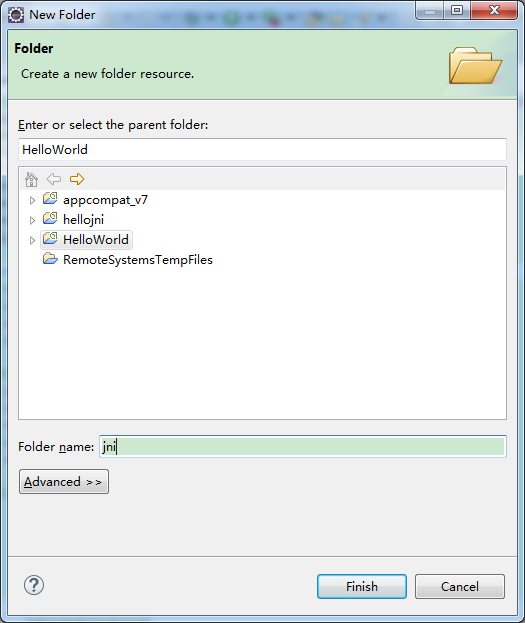 New Folder
Folder
Create a new folder resource.
Enter or select the parent folder:
HelloWorld
appcompat_v7
hellojni
HelloWorld
RemoteSystemsTempFiles
Folder name: jni
Advanced >>
Finish Cancel